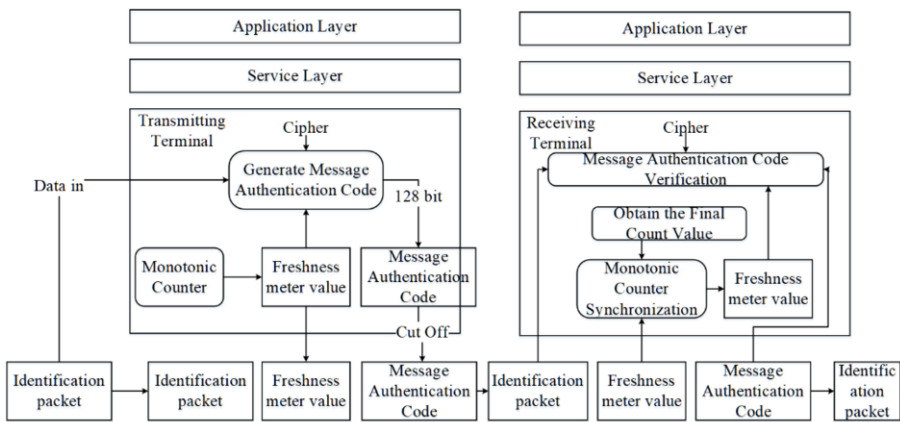 Application Layer
Service Layer
Transmitting
Terminal
Cipher
Generate Message
Authentication Code
Data in
128 bit
Monotonic
Counter
Freshness
meter value
Message
Authentication
Code
Cut Off
Application Layer
Service Layer
Receiving
Terminal
Cipher
Message Authentication Code
Verification
Obtain the Final
Count Value
Monotonic
Counter
Synchronization
Freshness
meter value
Identification
packet
Identification
packet
Freshness
meter value
Message
Authentication
Code
Identification
packet
Freshness
meter value
Message
Authentication
Code
Identific
ation
packet